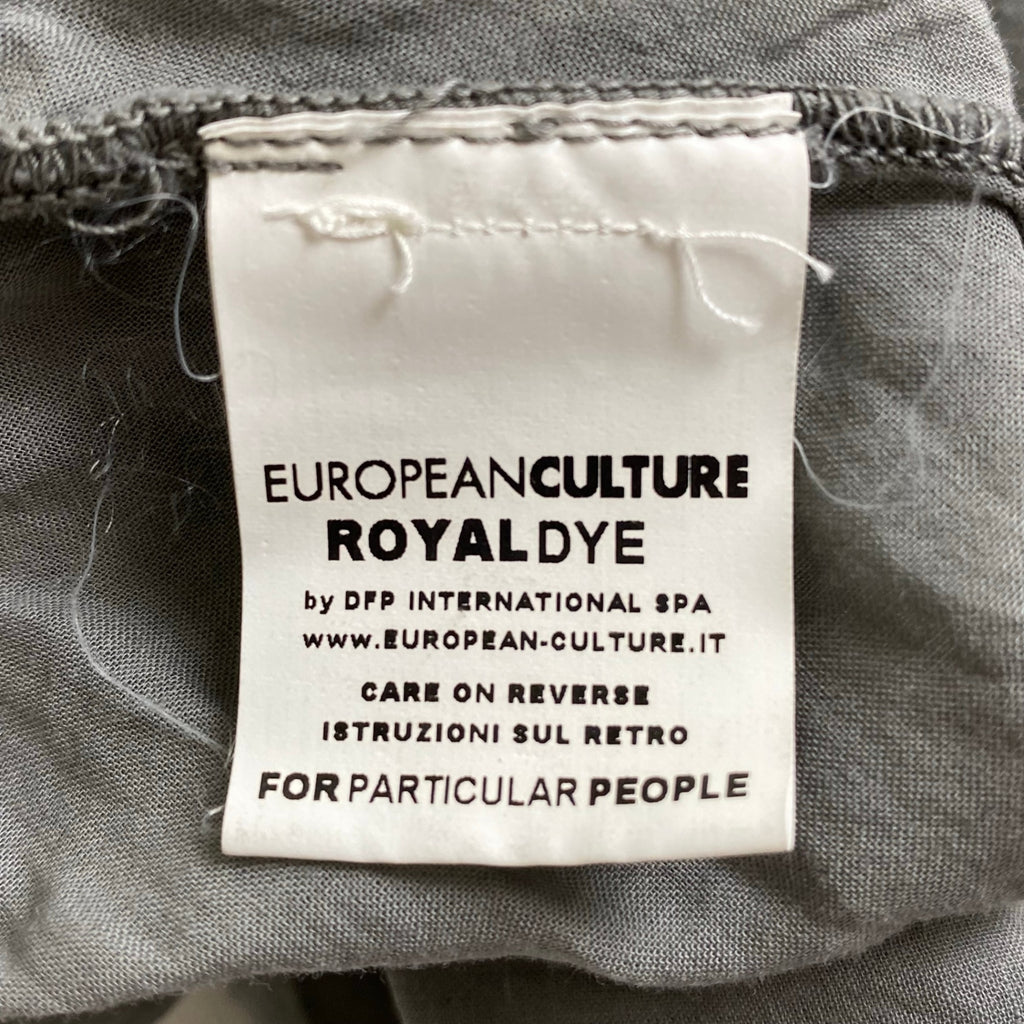 EUROPEANCULTURE
ROYALDYE
by DFP INTERNATIONAL SPA
www.EUROPEAN-CULTURE.IT
CARE ON REVERSE
ISTRUZIONI SUL RETRO
FOR PARTICULAR PEOPLE